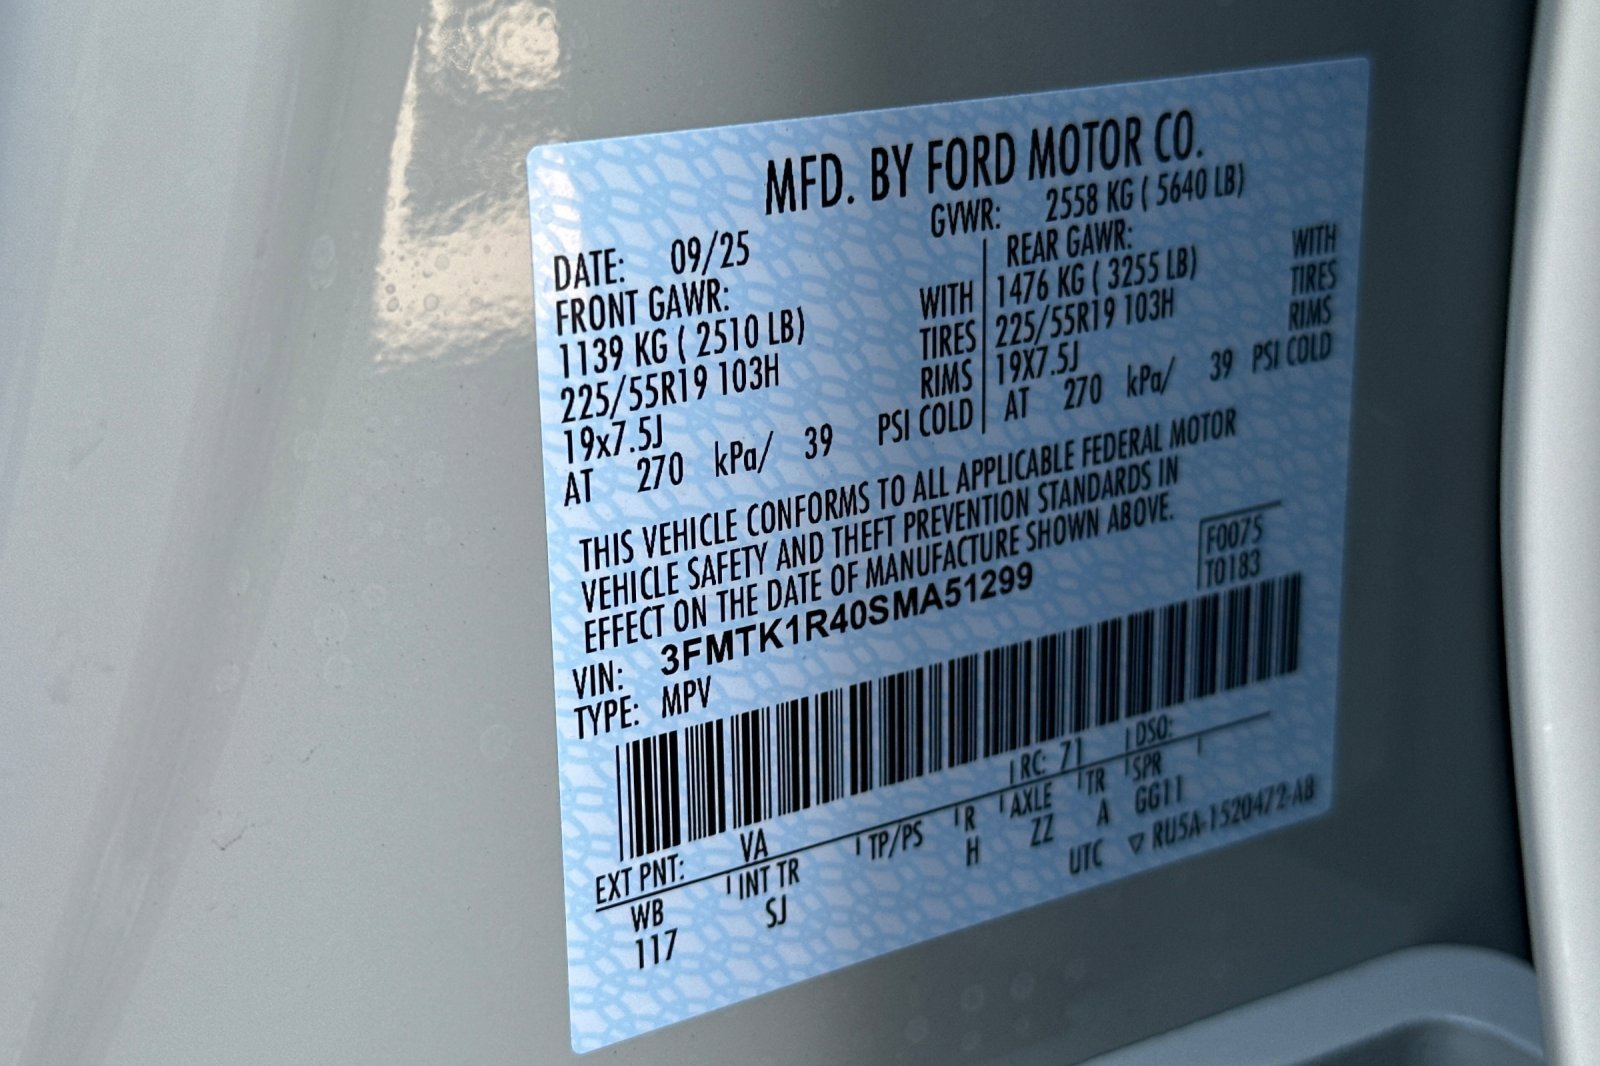 MFD. BY FORD MOTOR CO.
DATE: 09/25 GVWR: 2558 KG ( 5640 LB)
FRONT GAWR: REAR GAWR:
1139 KG ( 2510 LB) WITH 1476 KG ( 3255 LB) WITH
225/55R19 103H TIRES 225/55R19 103H TIRES
19x7.5J RIMS 19X7.5J RIMS
AT 270 kPa/ 39 PSI COLD AT 270 kPa/ 39 PSI COLD
THIS VEHICLE CONFORMS TO ALL APPLICABLE FEDERAL MOTOR
VEHICLE SAFETY AND THEFT PREVENTION STANDARDS IN
EFFECT ON THE DATE OF MANUFACTURE SHOWN ABOVE.
F0075
T0183
VIN: 3FMTK1R40SMA51299
TYPE: MPV
EXT PNT: VA RC: 71 DSO:
WB INT TR TP/PS R AXLE TR SPR
117 SJ H ZZ A GG11
UTC ▽ RU5A-1520472-AB